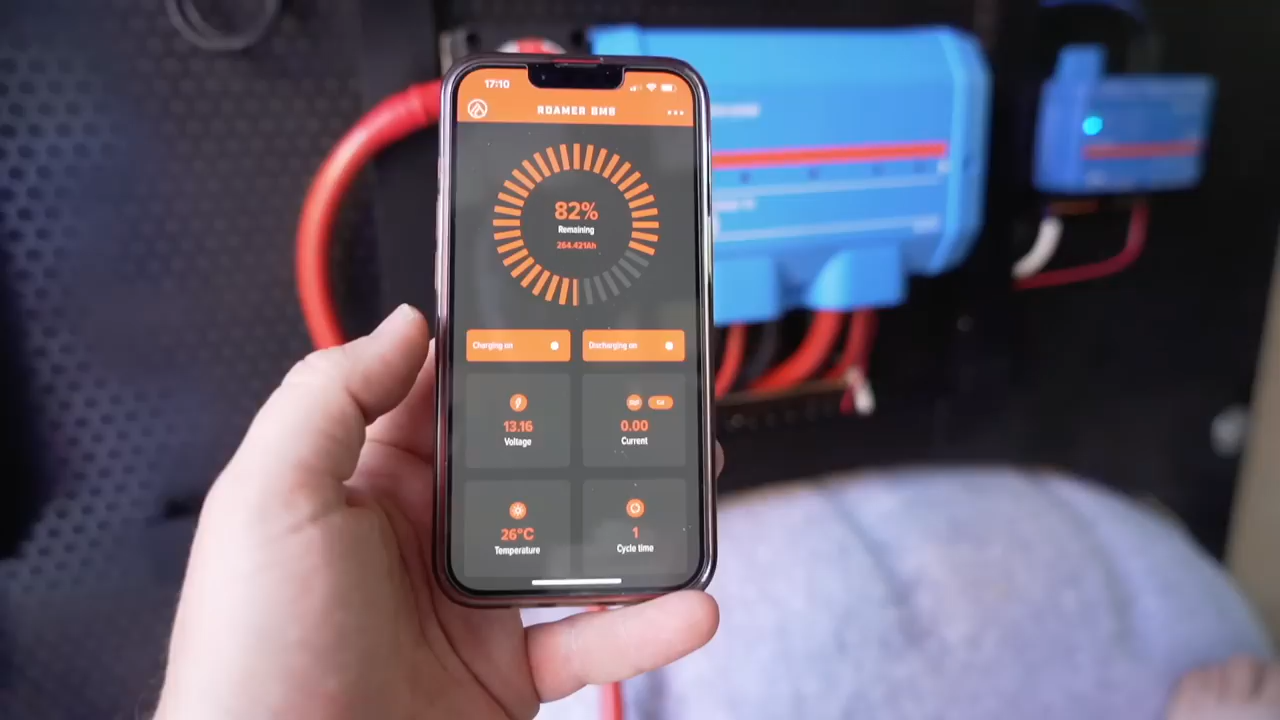 17:10
ROAMER BMS
82%
Remaining
264.421Ah
Charging on
Discharging on
13.16
Voltage
0.00
Current
26°C
Temperature
1
Cycle time